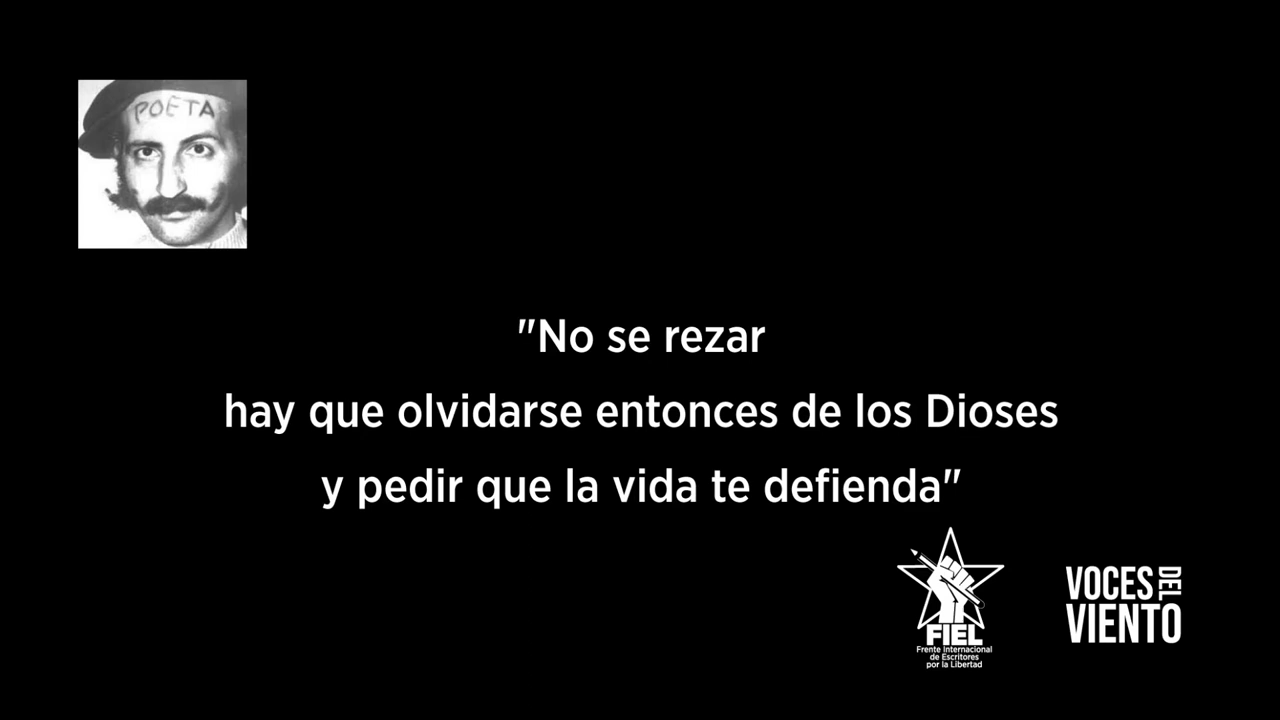 POETA
"No se rezar
hay que olvidarse entonces de los Dioses
y pedir que la vida te defienda"
FIEL
Frente Internacional
de Escritores
por la Libertad
VOCES DEL
VIENTO